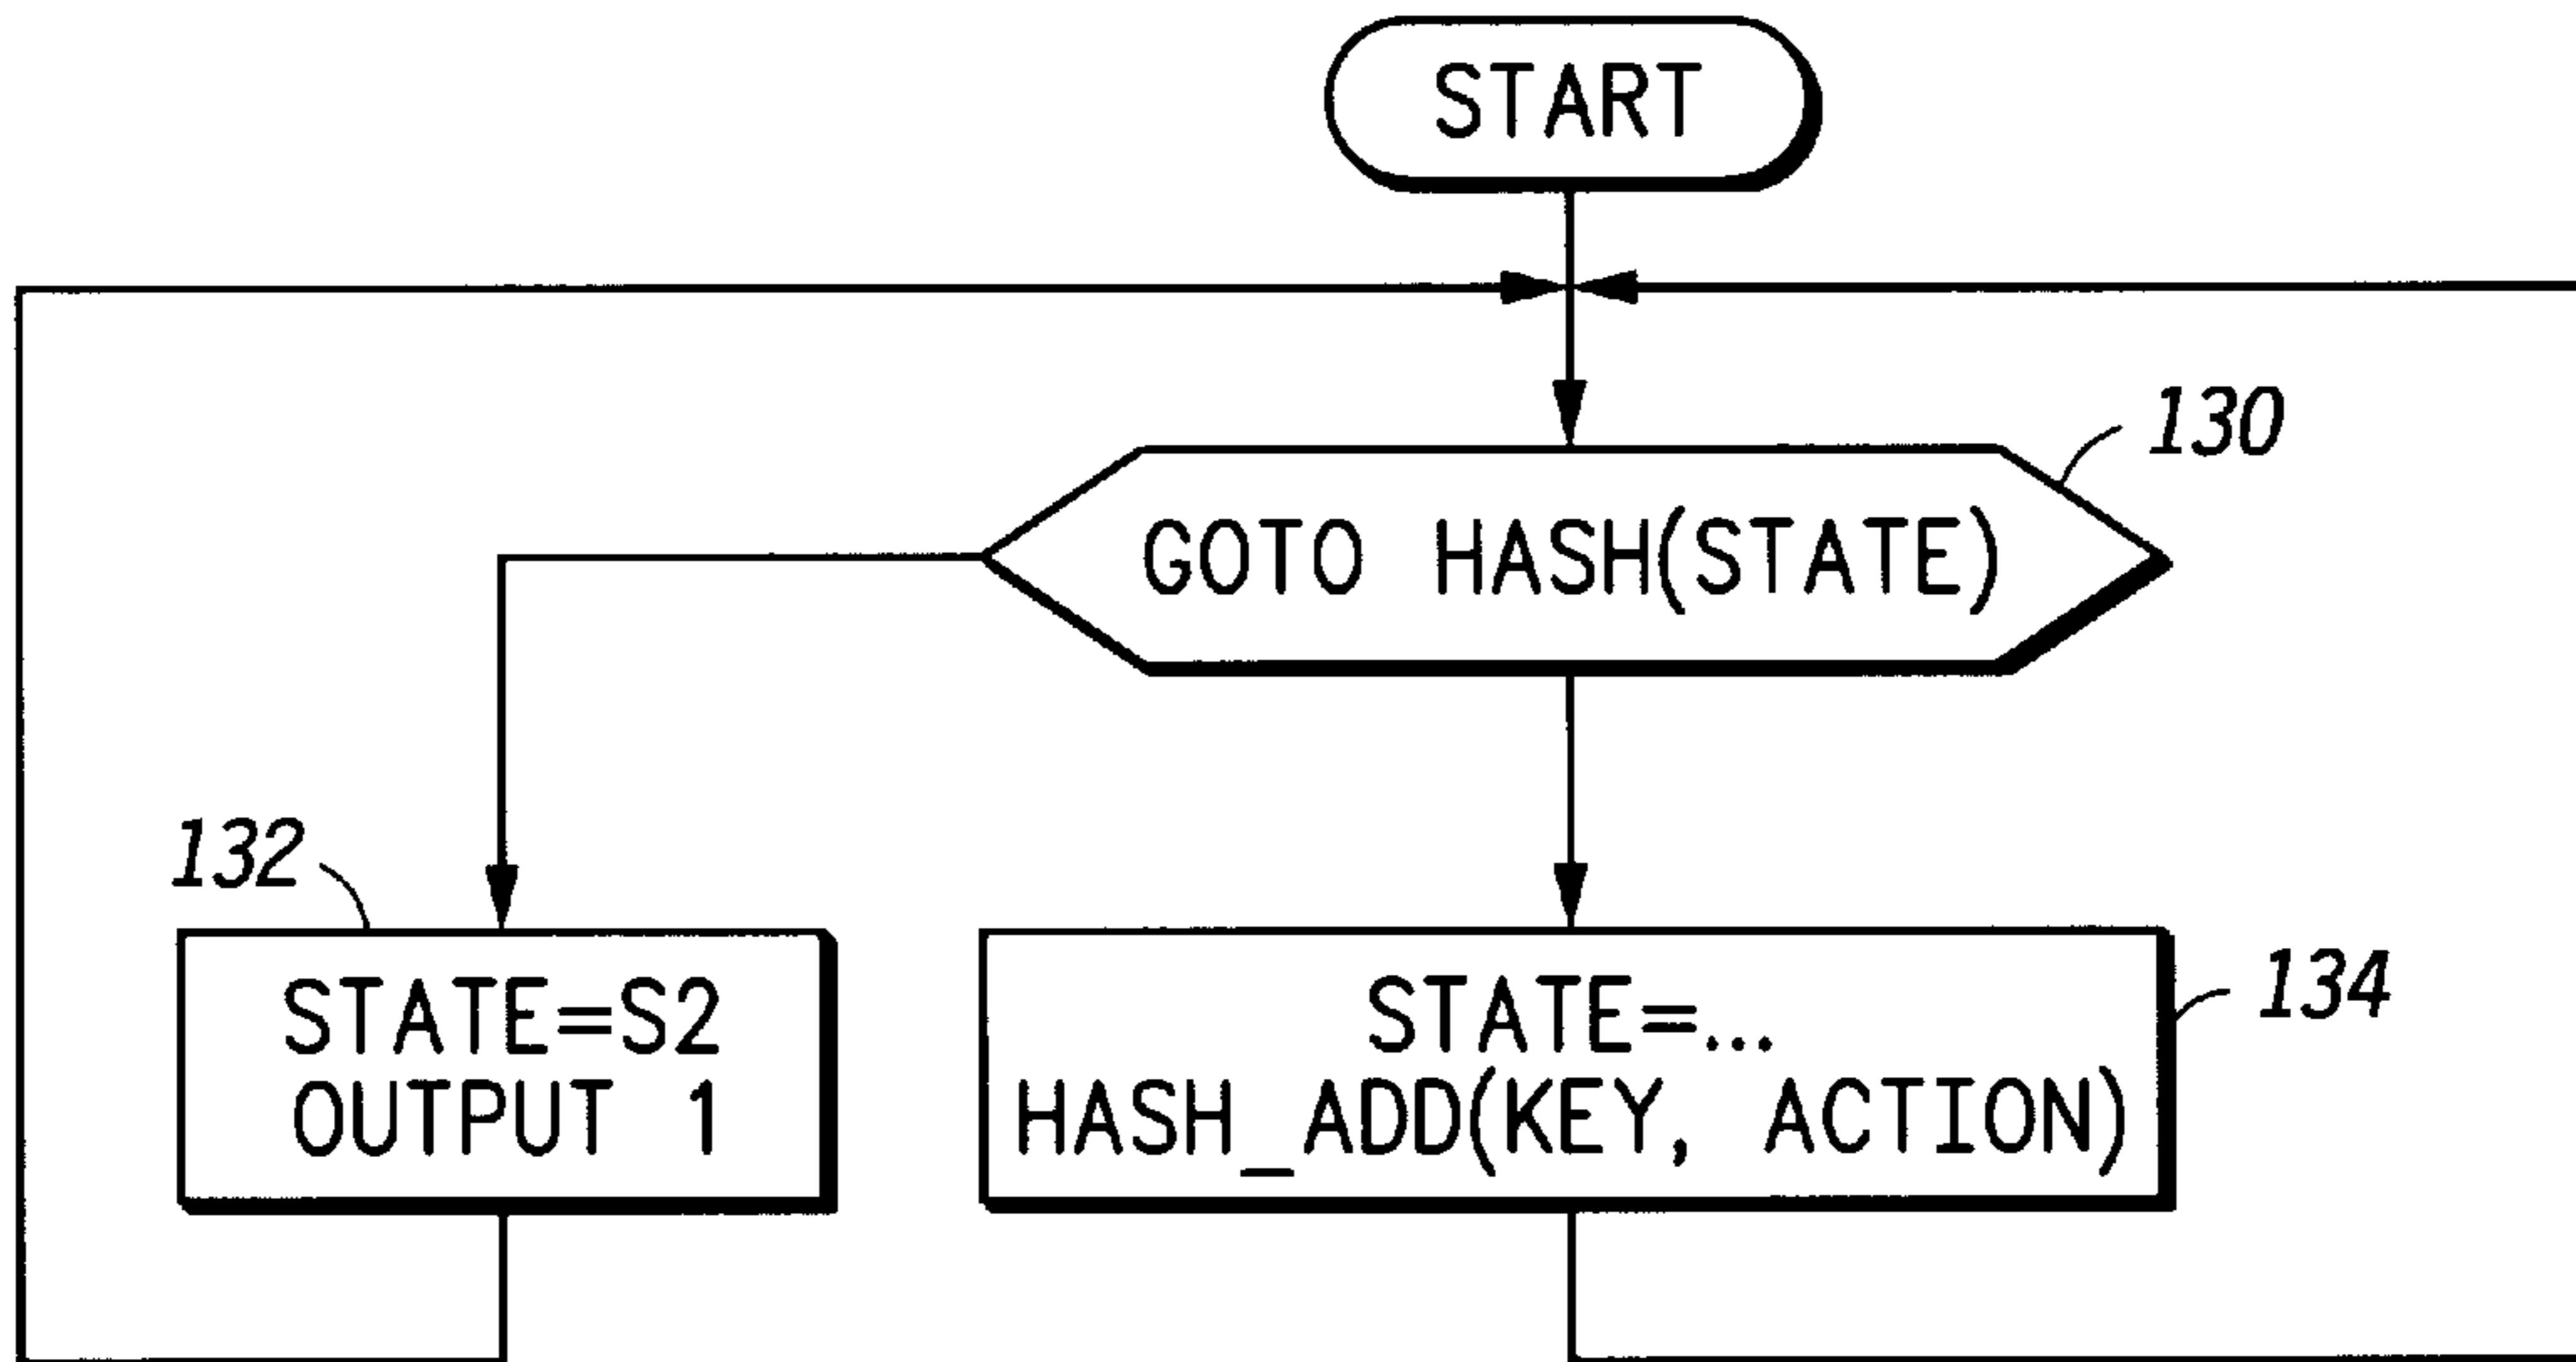 START
130
GOTO HASH(STATE)
132
STATE=S2
OUTPUT 1
134
STATE=...
HASH_ADD(KEY, ACTION)